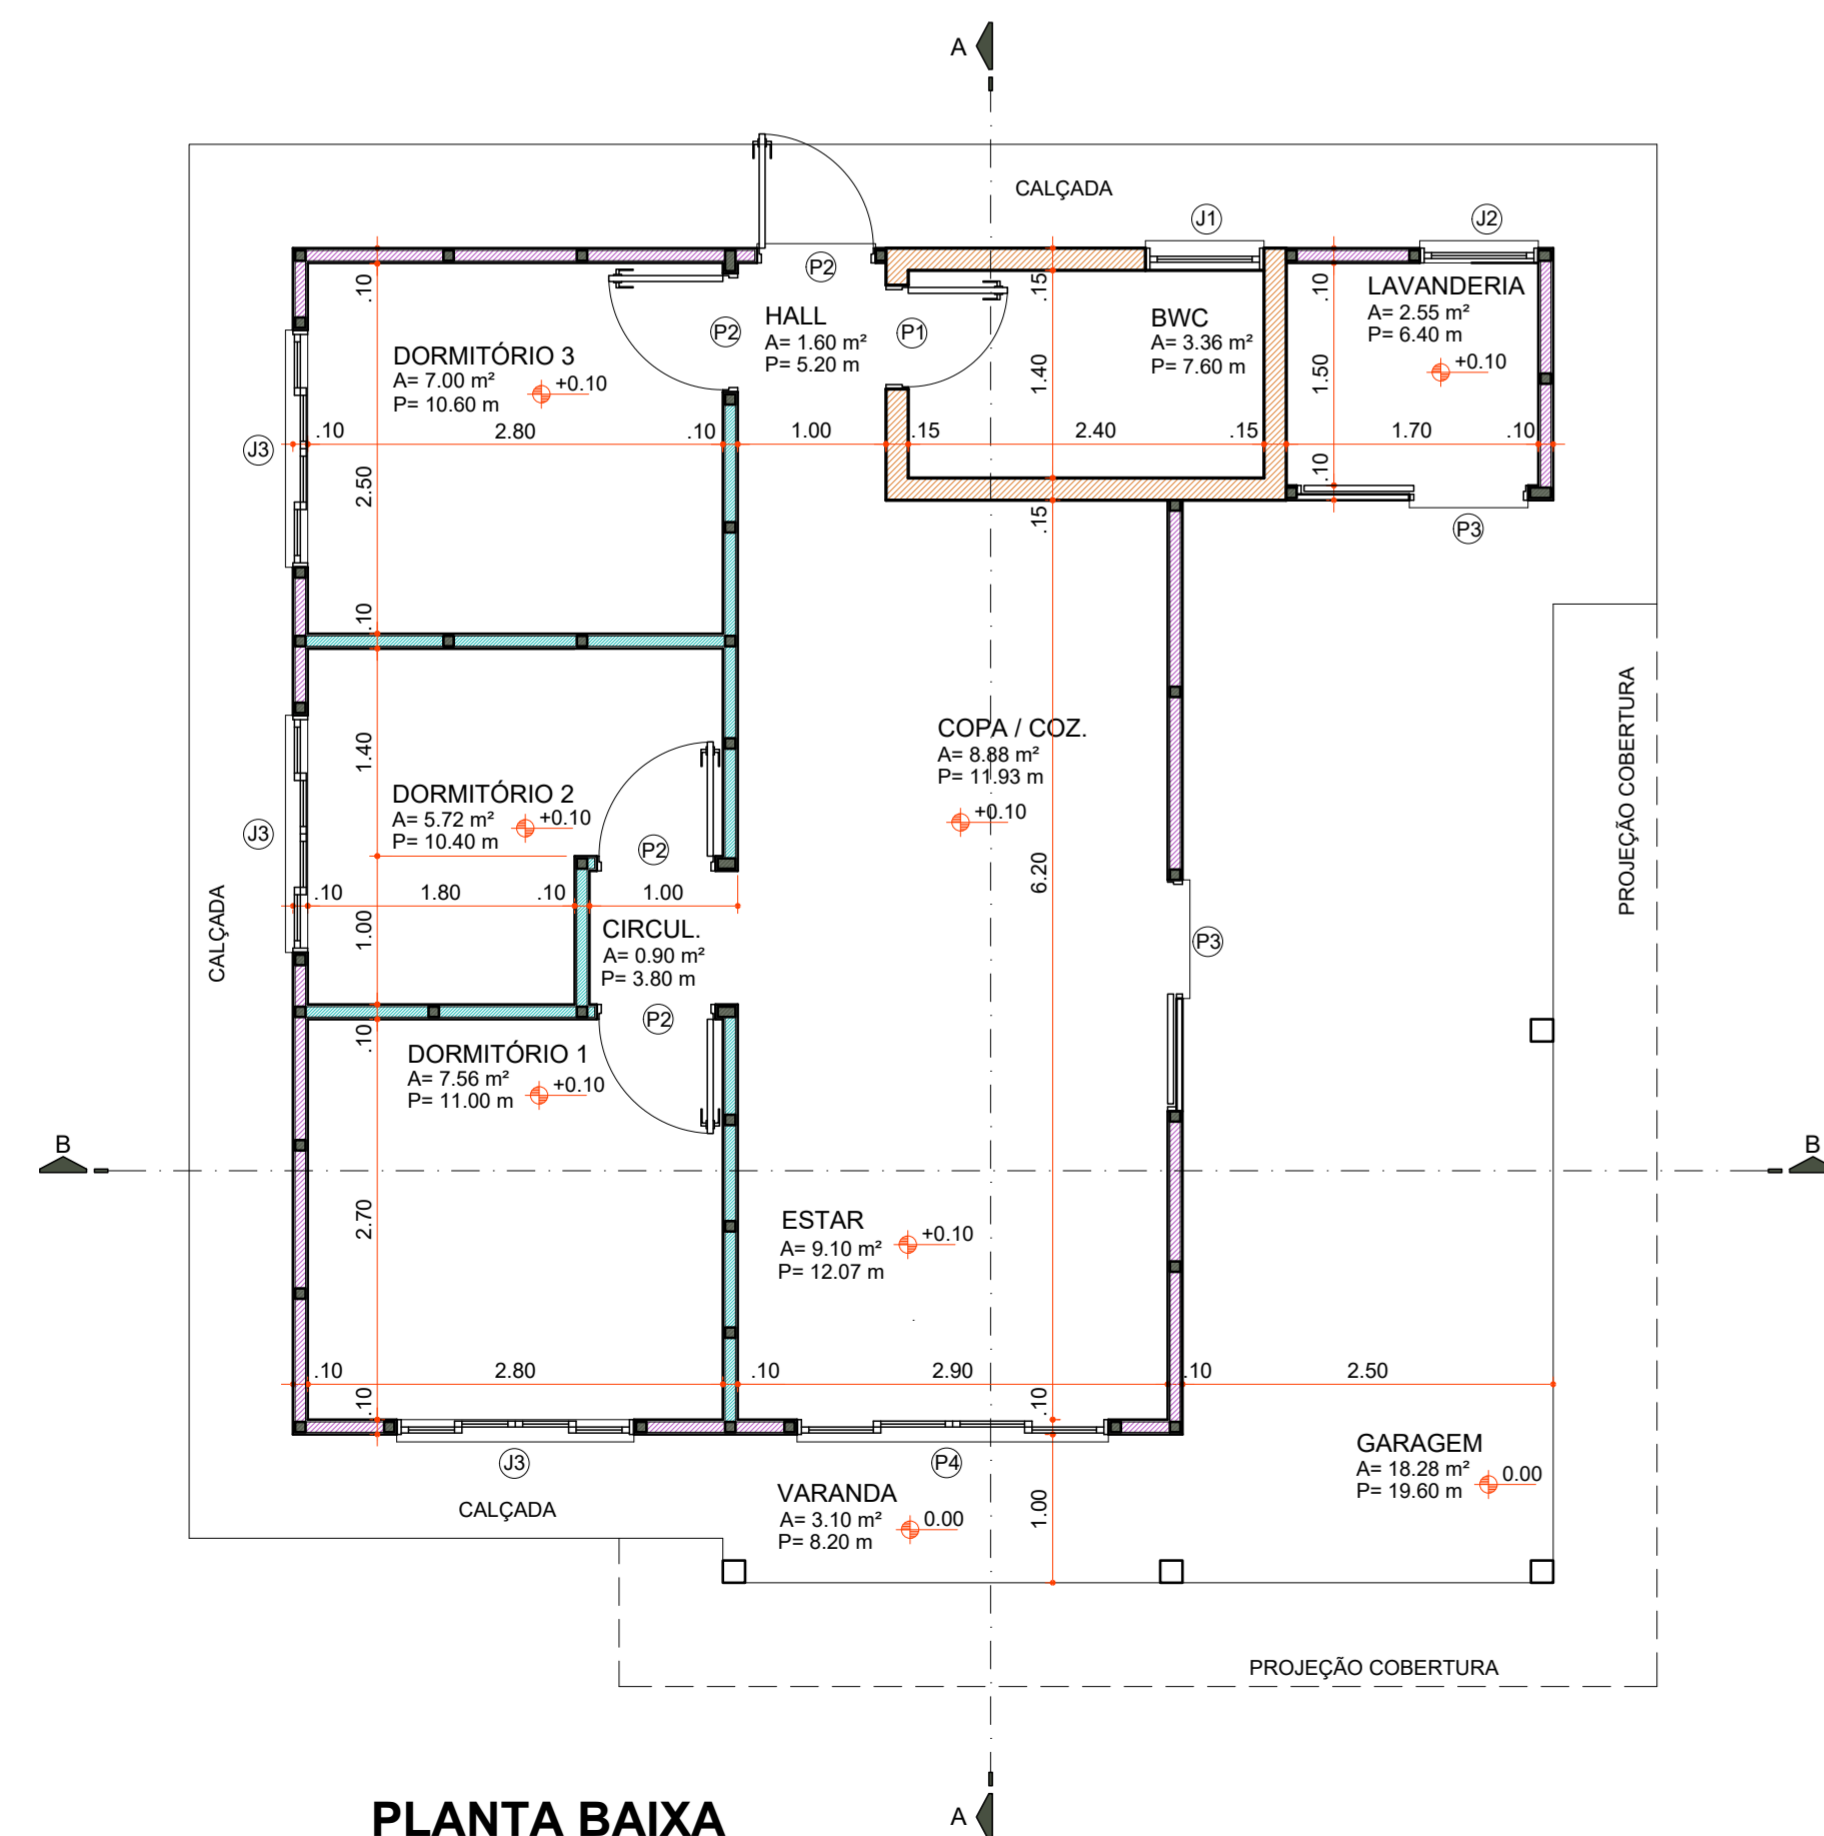 A
CALÇADA
J1
J2
P2
.10
DORMITÓRIO 3
A= 7.00 m²
P= 10.60 m
+0.10
P2
HALL
A= 1.60 m²
P= 5.20 m
P1
.15
1.40
BWC
A= 3.36 m²
P= 7.60 m
.10
LAVANDERIA
A= 2.55 m²
P= 6.40 m
+0.10
1.50
J3
.10
2.80
.10
1.00
.15
2.40
.15
1.70
.10
2.50
.10
.15
.10
P3
1.40
COPA / COZ.
A= 8.88 m²
P= 11.93 m
+0.10
6.20
PROJEÇÃO COBERTURA
J3
DORMITÓRIO 2
A= 5.72 m²
P= 10.40 m
+0.10
P2
.10
1.80
.10
1.00
CALÇADA
1.00
CIRCUL.
A= 0.90 m²
P= 3.80 m
P3
P2
.10
DORMITÓRIO 1
A= 7.56 m²
P= 11.00 m
+0.10
B
B
2.70
ESTAR
A= 9.10 m²
P= 12.07 m
+0.10
.10
2.80
.10
2.90
.10
2.50
.10
.10
J3
P4
CALÇADA
VARANDA
A= 3.10 m²
P= 8.20 m
0.00
1.00
GARAGEM
A= 18.28 m²
P= 19.60 m
0.00
PROJEÇÃO COBERTURA
PLANTA BAIXA
A